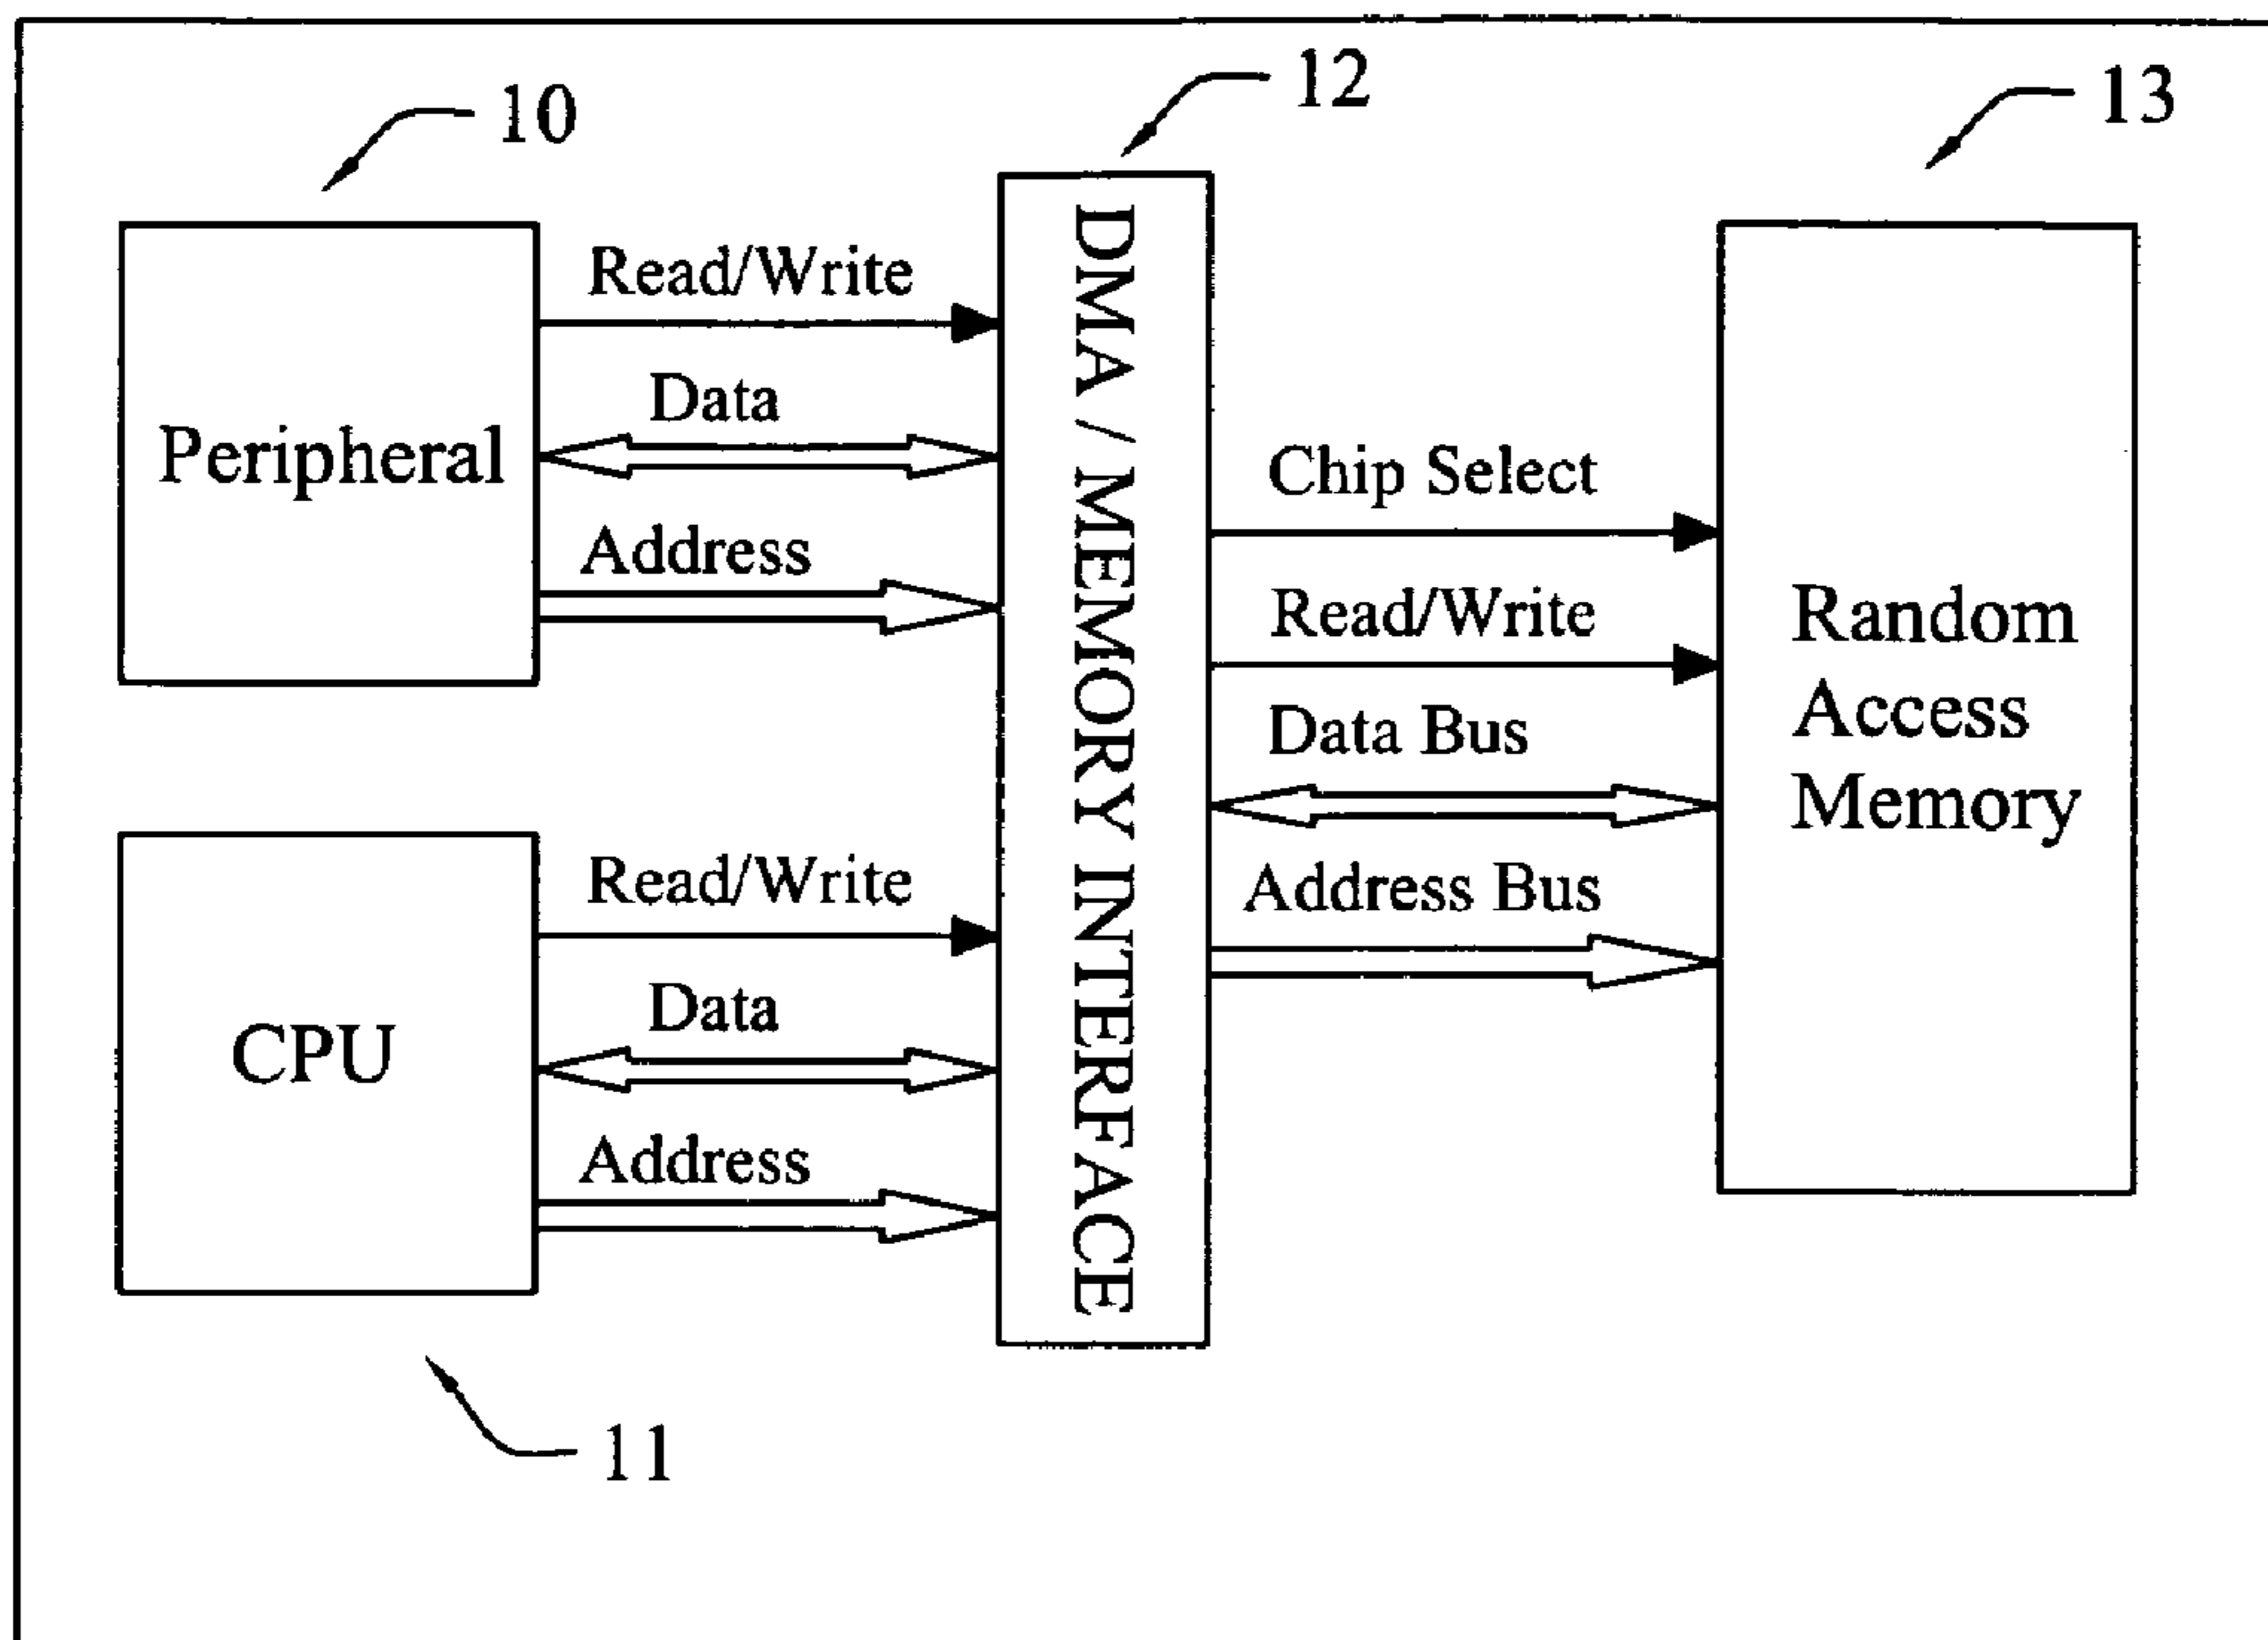 10
12
13
Peripheral
Read/Write
Data
Address
DMA / MEMORY INTERFACE
Chip Select
Read/Write
Data Bus
Address Bus
Random
Access
Memory
CPU
Read/Write
Data
Address
11